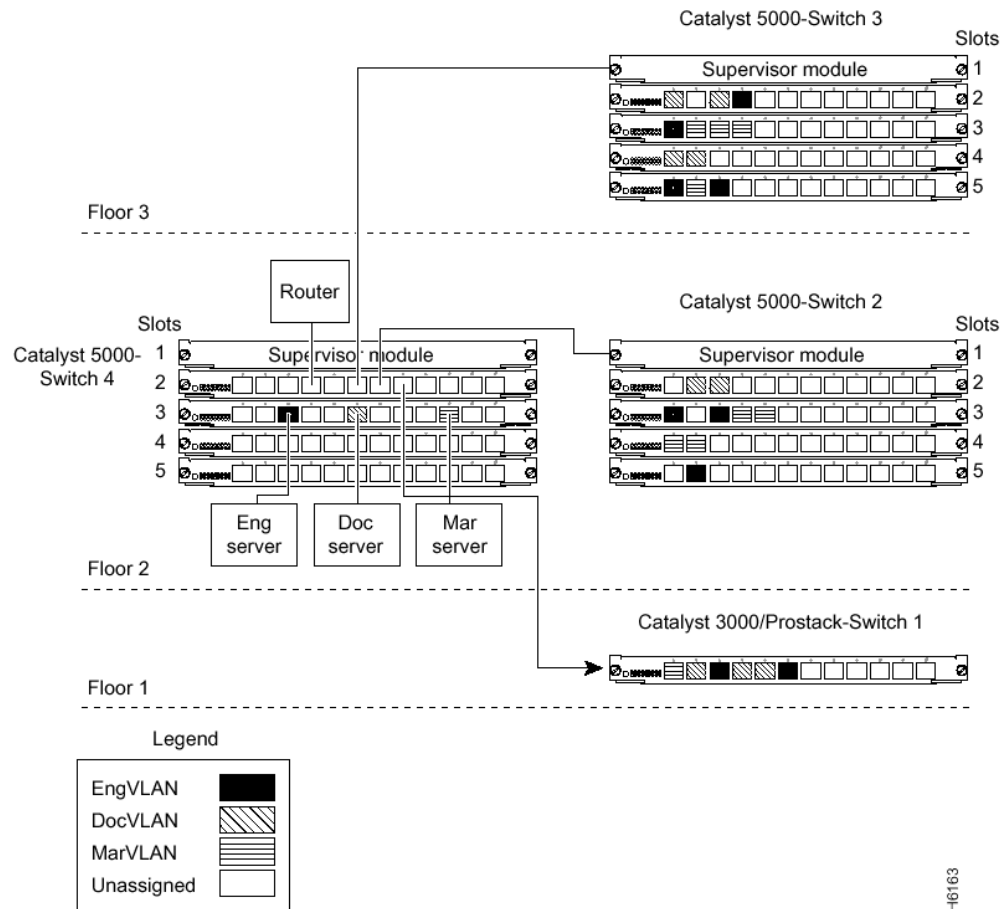 Catalyst 5000-Switch 3
Slots
Supervisor module
1
2
3
4
5
Floor 3
Router
Catalyst 5000-Switch 2
Slots
Slots
Catalyst 5000-
Switch 4
1
Supervisor module
2
3
4
5
Supervisor module
1
2
3
4
5
Eng
server
Doc
server
Mar
server
Floor 2
Catalyst 3000/Prostack-Switch 1
Floor 1
Legend
EngVLAN
DocVLAN
MarVLAN
Unassigned
H6163